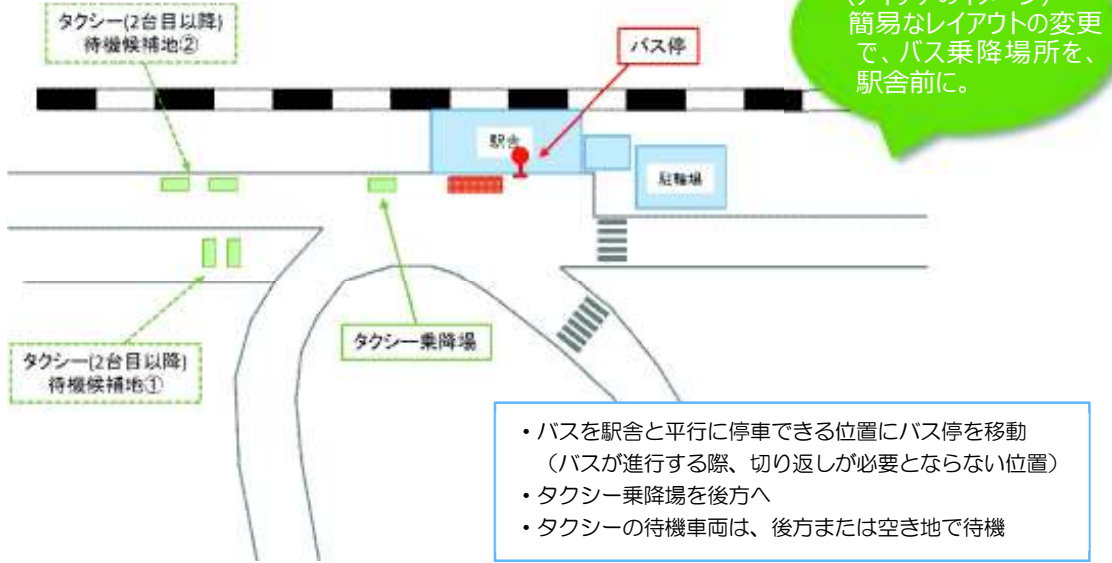 タクシー(2台目以降)
待機候補地②
バス停
簡易なレイアウトの変更
で、バス乗降場所を、
駅舎前に。
駅舎
駐輪場
タクシー乗降場
タクシー(2台目以降)
待機候補地①
・バスを駅舎と平行に停車できる位置にバス停を移動
（バスが進行する際、切り返しが必要とならない位置）
・タクシー乗降場を後方へ
・タクシーの待機車両は、後方または空き地で待機